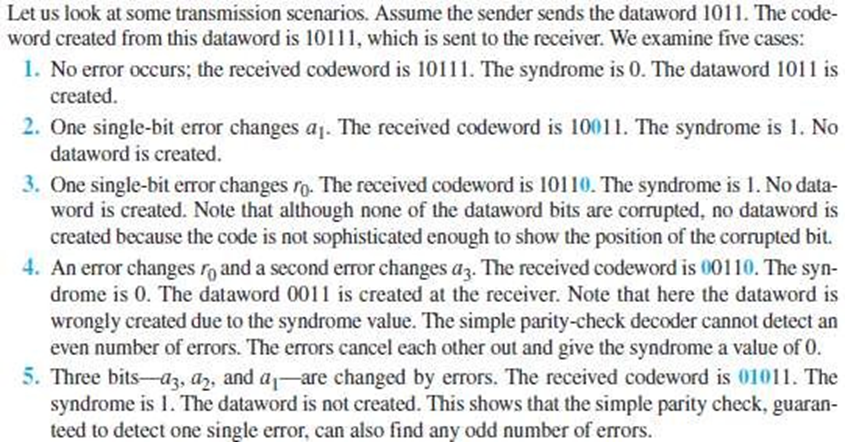 Let us look at some transmission scenarios. Assume the sender sends the dataword 1011. The code-
word created from this dataword is 10111, which is sent to the receiver. We examine five cases:
1. No error occurs; the received codeword is 10111. The syndrome is 0. The dataword 1011 is
created.
2. One single-bit error changes a₁. The received codeword is 10011. The syndrome is 1. No
dataword is created.
3. One single-bit error changes r₀. The received codeword is 10110. The syndrome is 1. No data-
word is created. Note that although none of the dataword bits are corrupted, no dataword is
created because the code is not sophisticated enough to show the position of the corrupted bit.
4. An error changes r₀ and a second error changes a₃. The received codeword is 00110. The syn-
drome is 0. The dataword 0011 is created at the receiver. Note that here the dataword is
wrongly created due to the syndrome value. The simple parity-check decoder cannot detect an
even number of errors. The errors cancel each other out and give the syndrome a value of 0.
5. Three bits—a₃, a₂, and a₁—are changed by errors. The received codeword is 01011. The
syndrome is 1. The dataword is not created. This shows that the simple parity check, guaran-
teed to detect one single error, can also find any odd number of errors.